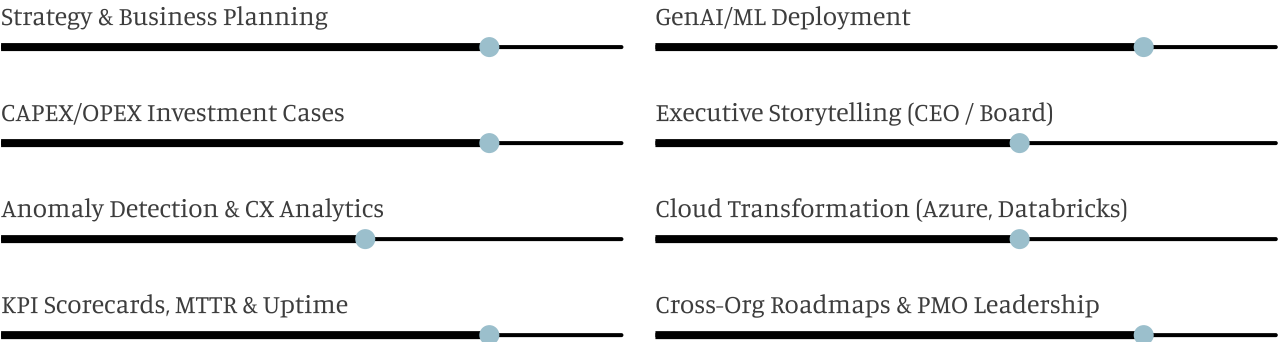 Strategy & Business Planning
GenAI/ML Deployment
CAPEX/OPEX Investment Cases
Executive Storytelling (CEO / Board)
Anomaly Detection & CX Analytics
Cloud Transformation (Azure, Databricks)
KPI Scorecards, MTTR & Uptime
Cross-Org Roadmaps & PMO Leadership